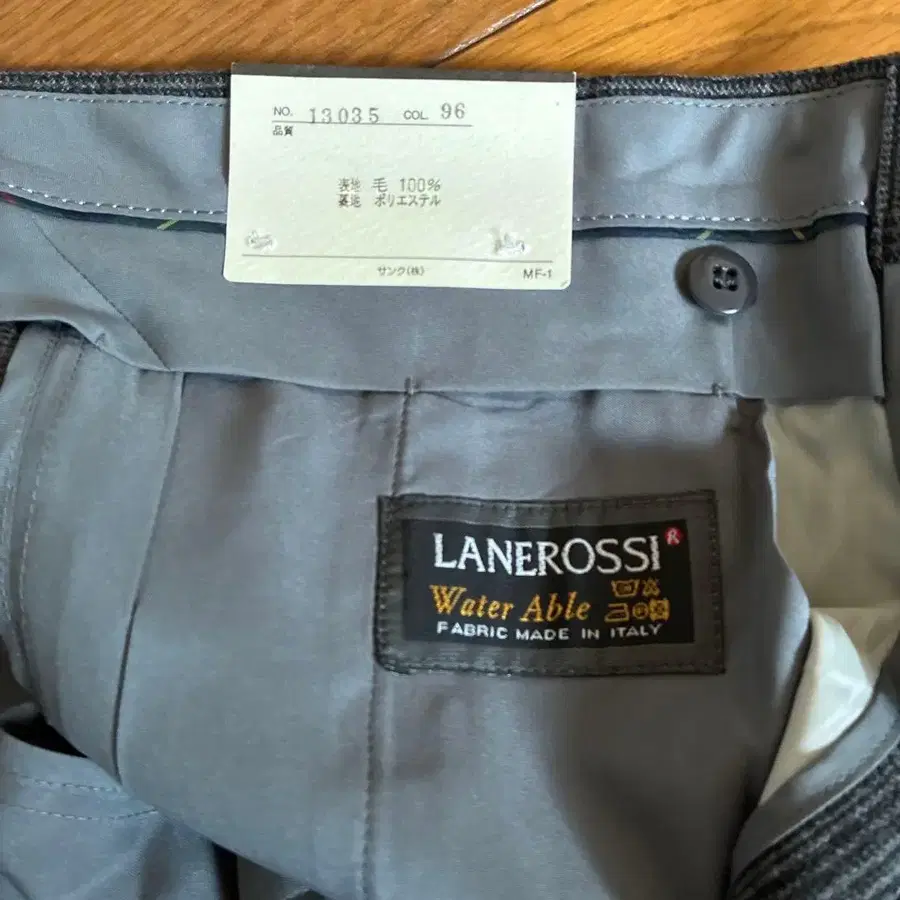 NO. 13035 COL. 96
品質
表地 毛 100%
裏地 ポリエステル
サンク(株) MF-1
LANEROSSI®
Water Able
FABRIC MADE IN ITALY